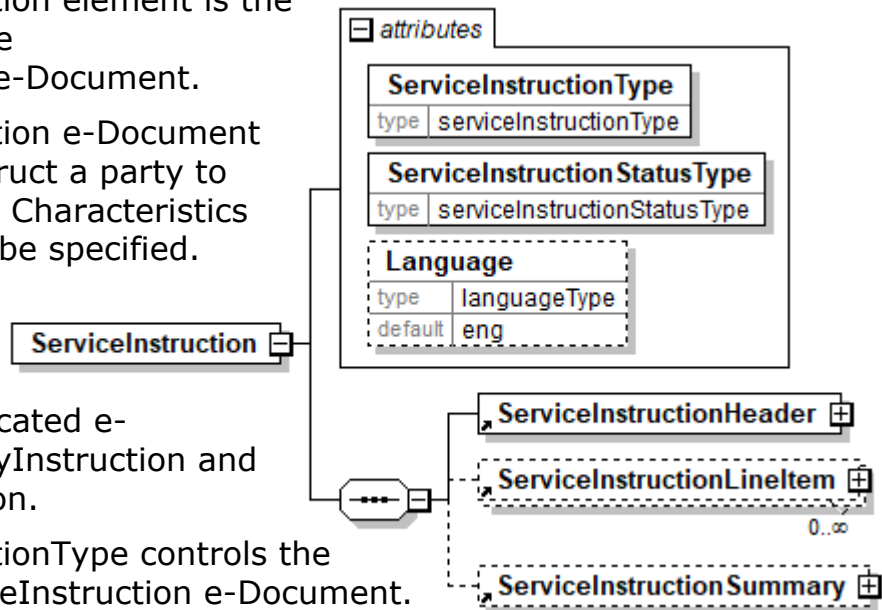 tion element is the
e
e-Document.
tion e-Document
ruct a party to
Characteristics
be specified.
cated e-
yInstruction and
on.
tionType controls the
eInstruction e-Document.
attributes
ServiceInstructionType
type serviceInstructionType
ServiceInstructionStatusType
type serviceInstructionStatusType
Language
type languageType
default eng
ServiceInstruction
ServiceInstructionHeader
ServiceInstructionLineItem
0..∞
ServiceInstructionSummary